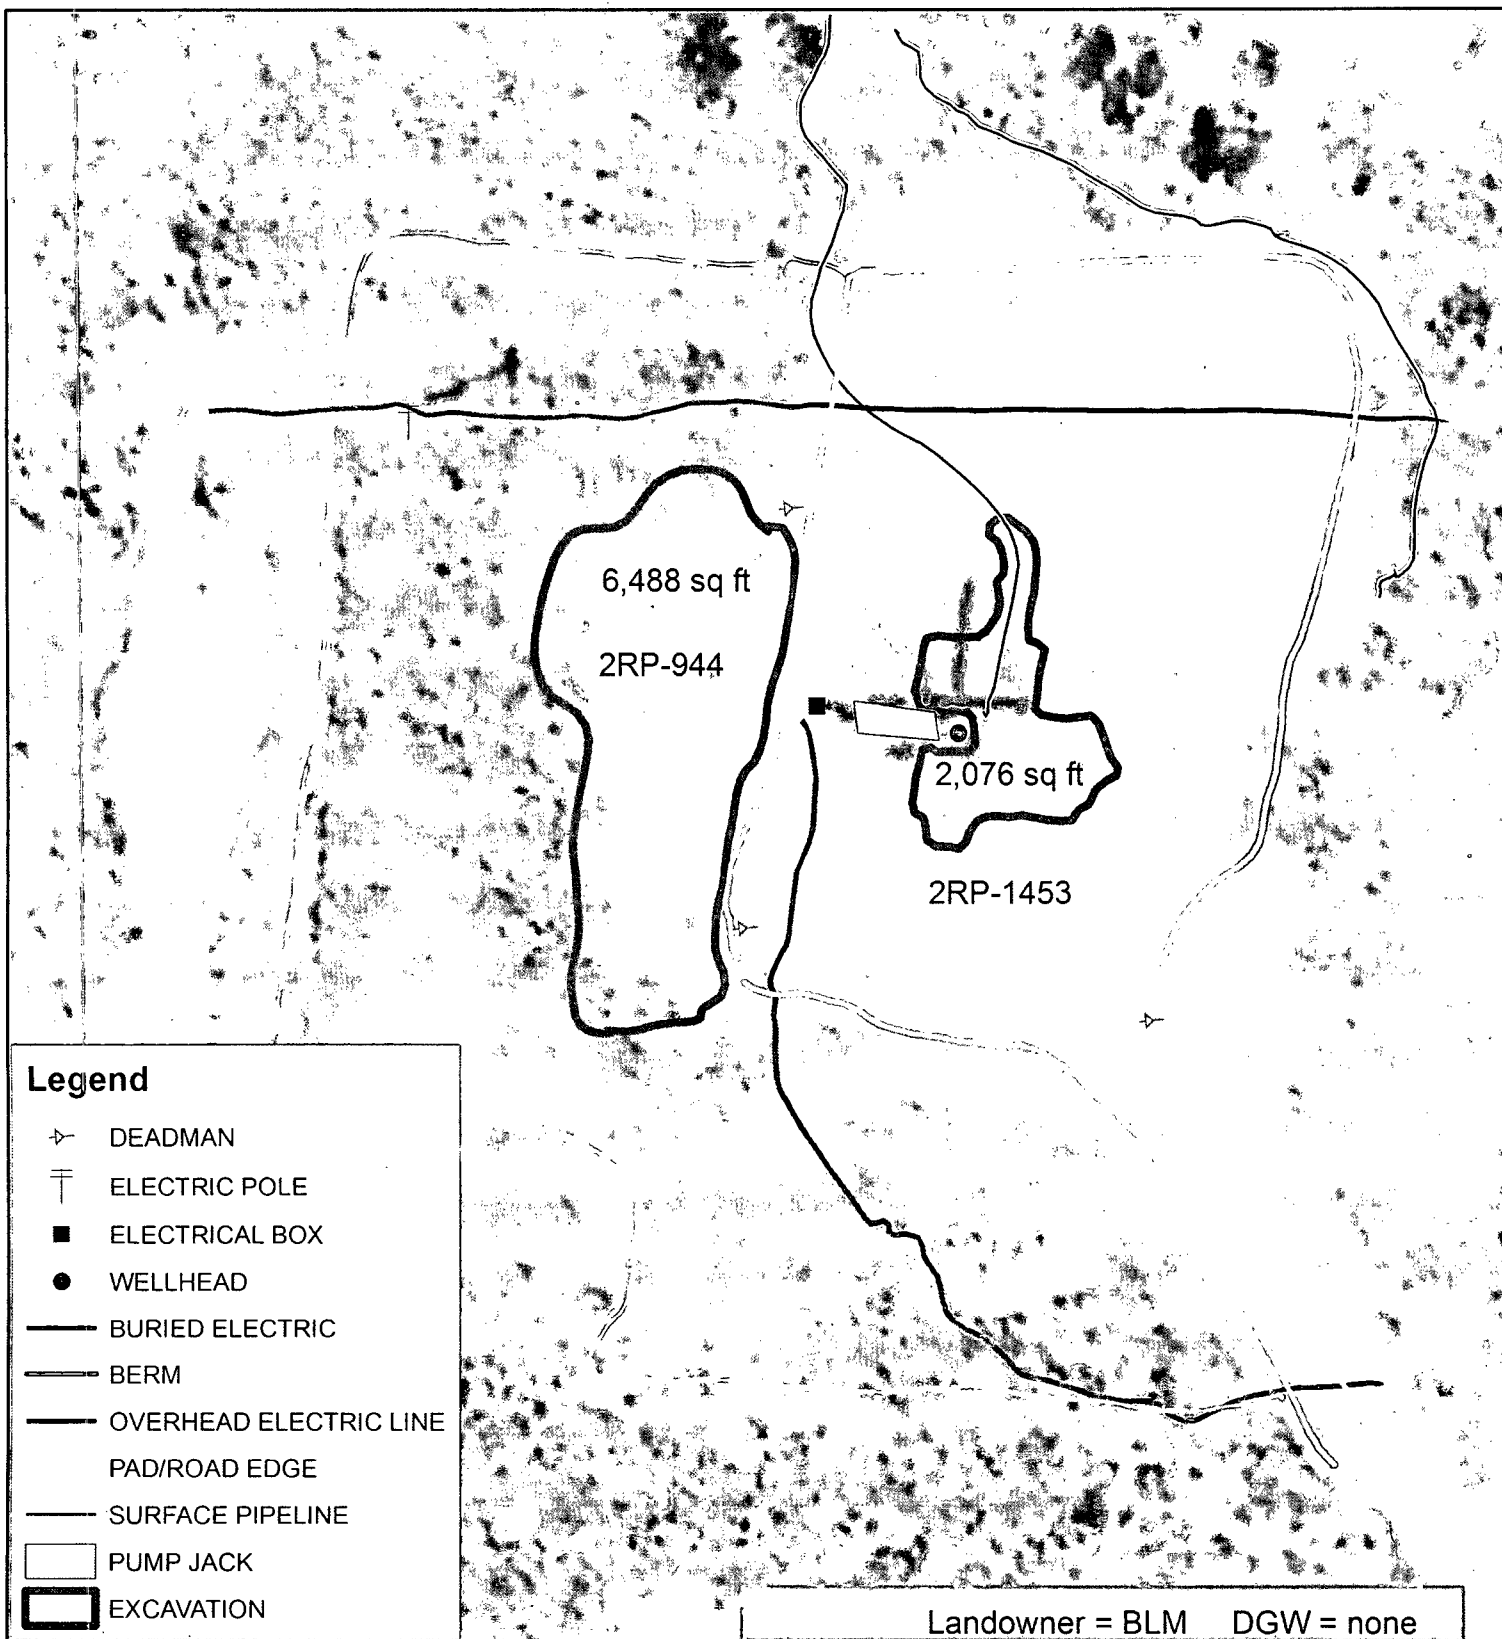 6,488 sq ft
2RP-944
2,076 sq ft
2RP-1453
Legend
DEADMAN
ELECTRIC POLE
ELECTRICAL BOX
WELLHEAD
BURIED ELECTRIC
BERM
OVERHEAD ELECTRIC LINE
PAD/ROAD EDGE
SURFACE PIPELINE
PUMP JACK
EXCAVATION
Landowner = BLM DGW = none